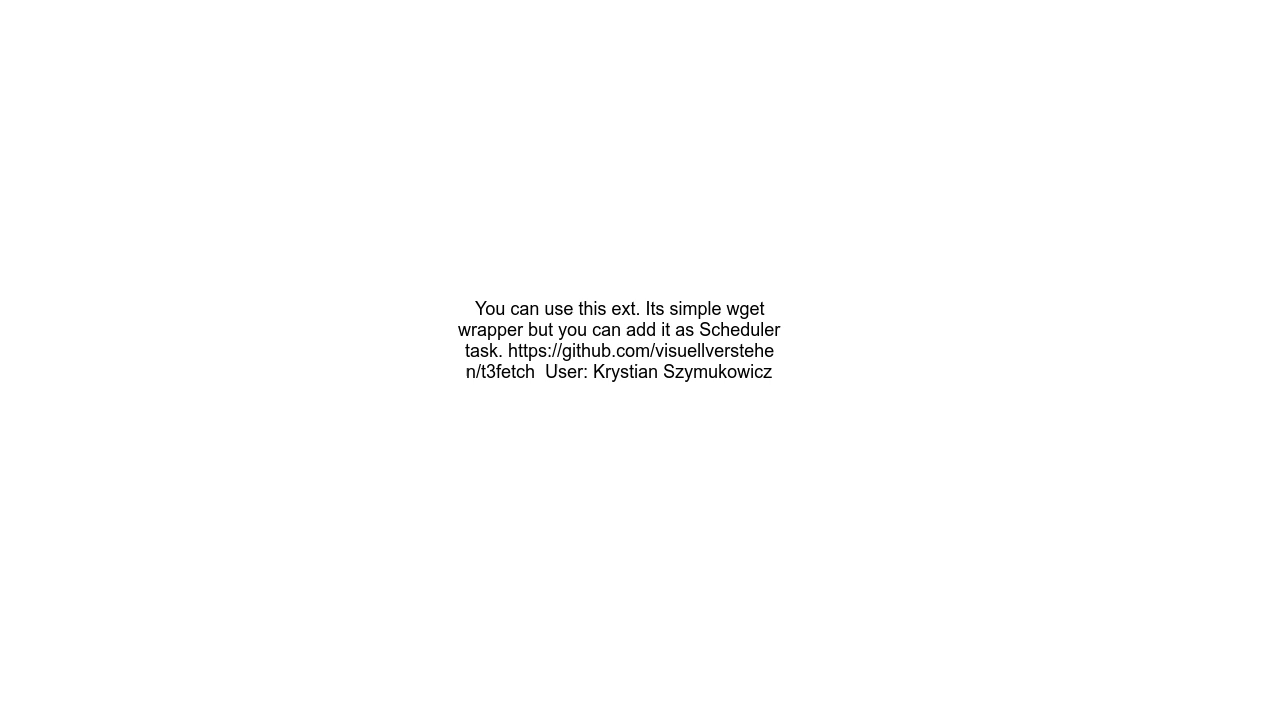 You can use this ext. Its simple wget
wrapper but you can add it as Scheduler
task. https://github.com/visuellverstehe
n/t3fetch  User: Krystian Szymukowicz